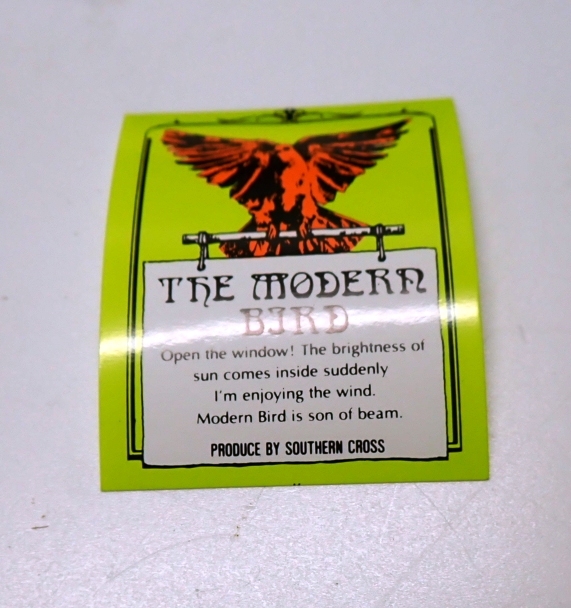 THE MODERN
BIRD
Open the window! The brightness of
sun comes inside suddenly
I'm enjoying the wind.
Modern Bird is son of beam.
PRODUCE BY SOUTHERN CROSS